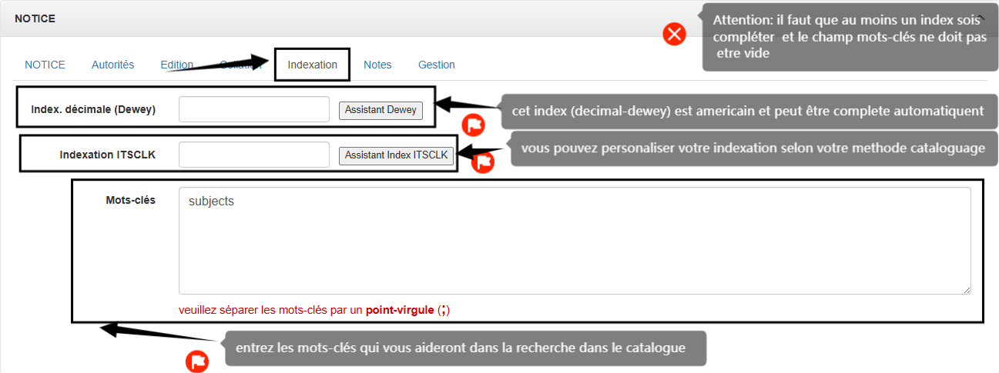 NOTICE
Attention: il faut que au moins un index sois
compléter et le champ mots-clés ne doit pas
etre vide
NOTICE Autorités Edition Collation Indexation Notes Gestion
Index. décimale (Dewey) Assistant Dewey
cet index (decimal-dewey) est americain et peut être complete automatiquent
Indexation ITSCLK Assistant Index ITSCLK
vous pouvez personaliser votre indexation selon votre methode cataloguage
Mots-clés subjects
veuillez séparer les mots-clés par un point-virgule (;)
entrez les mots-clés qui vous aideront dans la recherche dans le catalogue